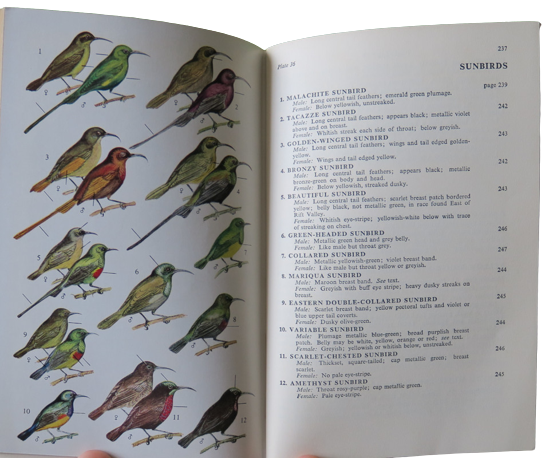 1
2
3
4
5
6
7
8
9
10
11
12
Plate 36
237
SUNBIRDS
page 239
1. MALACHITE SUNBIRD
Male: Long central tail feathers; emerald green plumage.
Female: Below yellowish, unstreaked.
2. TACAZZE SUNBIRD 242
Male: Long central tail feathers; appears black; metallic violet
above and on breast.
Female: Whitish streak each side of throat; below greyish.
3. GOLDEN-WINGED SUNBIRD 243
Male: Long central tail feathers; wings and tail edged golden-
yellow.
Female: Wings and tail edged yellow.
4. BRONZY SUNBIRD 242
Male: Long central tail feathers; appears black; metallic
bronze-green on body and head.
Female: Below yellowish, streaked dusky.
5. BEAUTIFUL SUNBIRD 243
Male: Long central tail feathers; scarlet breast patch bordered
yellow; belly black, not metallic green, in race found East of
Rift Valley.
Female: Whitish eye-stripe; yellowish-white below with trace
of streaking on chest.
6. GREEN-HEADED SUNBIRD 246
Male: Metallic green head and grey belly.
Female: Like male but throat grey.
7. COLLARED SUNBIRD 247
Male: Metallic yellowish-green; violet breast band.
Female: Like male but throat yellow or greyish.
8. MARIQUA SUNBIRD 244
Male: Maroon breast band. See text.
Female: Greyish with buff eye stripe; heavy dusky streaks on
breast.
9. EASTERN DOUBLE-COLLARED SUNBIRD 245
Male: Scarlet breast band; yellow pectoral tufts and violet or
blue upper tail coverts.
Female: Dusky olive-green.
10. VARIABLE SUNBIRD 244
Male: Plumage metallic blue-green; broad purplish breast
patch. Belly may be white, yellow, orange or red; see text.
Female: Greyish; yellowish or whitish below, unstreaked.
11. SCARLET-CHESTED SUNBIRD 246
Male: Thickset, square-tailed; cap metallic green; breast
scarlet.
Female: No pale eye-stripe.
12. AMETHYST SUNBIRD 245
Male: Throat rosy-purple; cap metallic green.
Female: Pale eye-stripe.